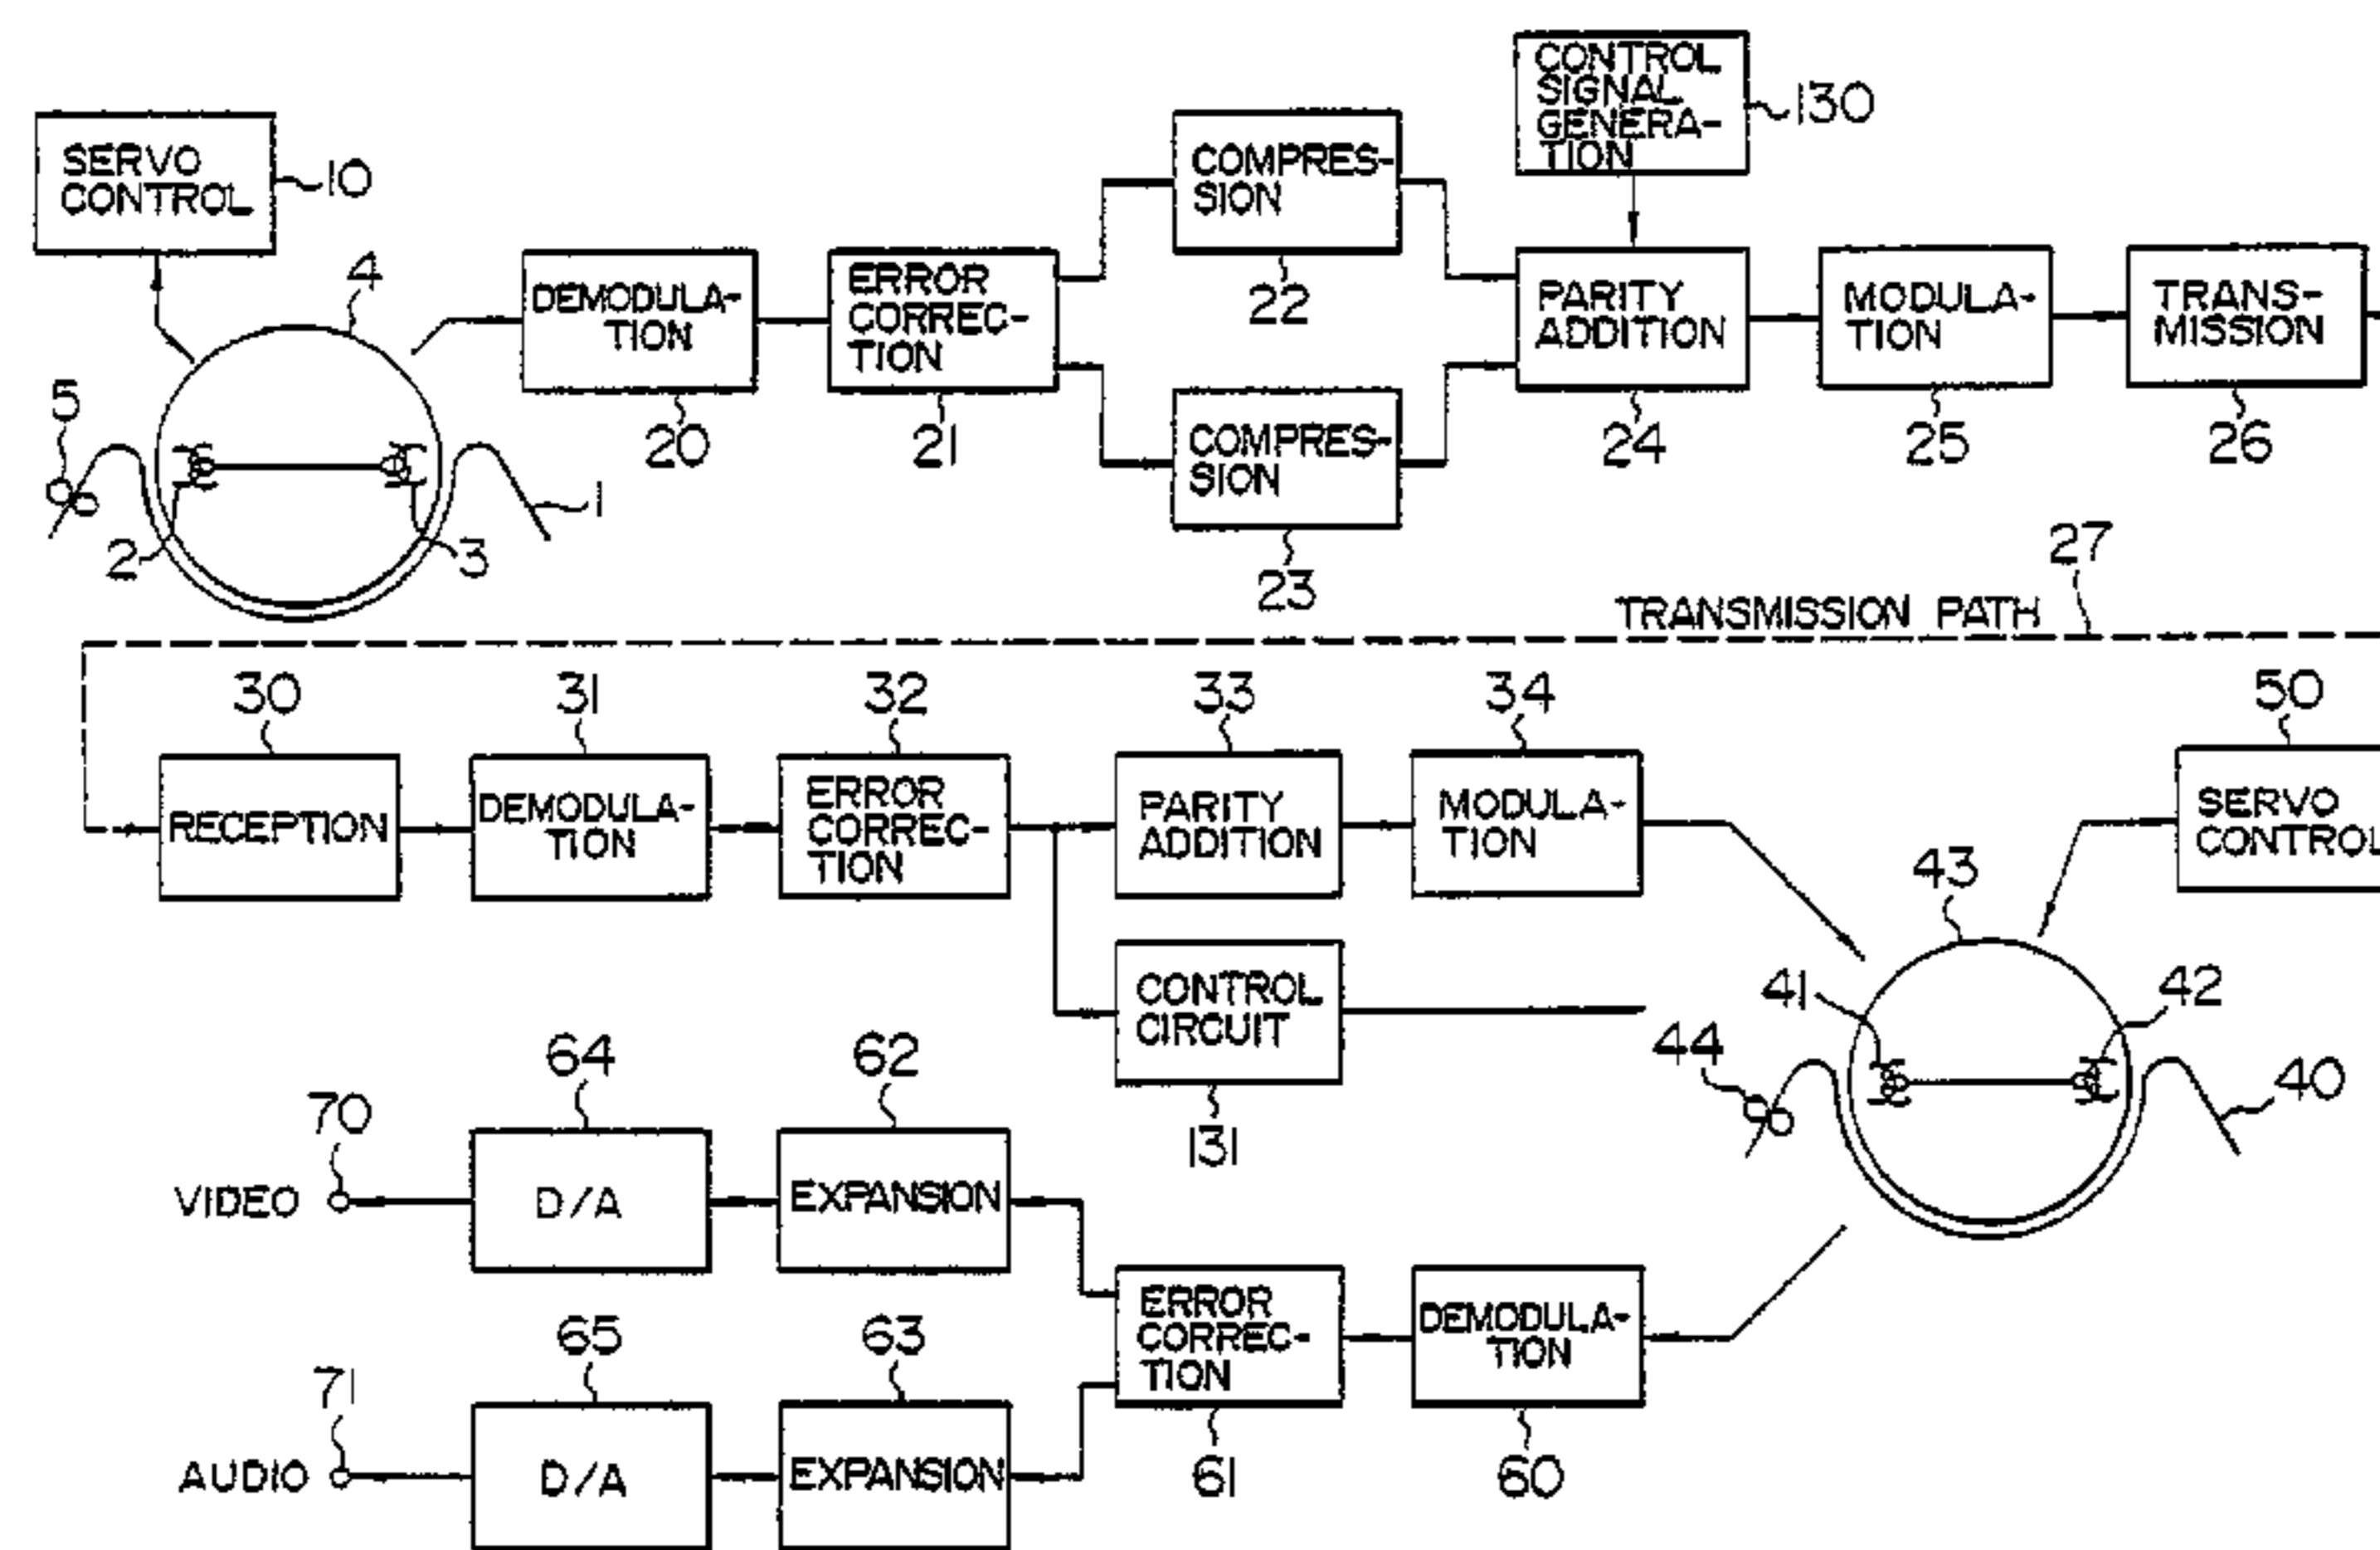 CONTROL
SIGNAL
GENERA-
TION
130
SERVO
CONTROL
10
COMPRES-
SION
22
4
DEMODULA-
TION
20
ERROR
CORREC-
TION
21
PARITY
ADDITION
24
MODULA-
TION
25
TRANS-
MISSION
26
5
COMPRES-
SION
23
1
2
3
27
TRANSMISSION PATH
30
31
32
33
34
50
RECEPTION
DEMODULA-
TION
ERROR
CORREC-
TION
PARITY
ADDITION
MODULA-
TION
SERVO
CONTROL
43
CONTROL
CIRCUIT
131
41
42
44
40
64
62
70
VIDEO
D/A
EXPANSION
ERROR
CORREC-
TION
61
DEMODULA-
TION
60
65
63
71
AUDIO
D/A
EXPANSION